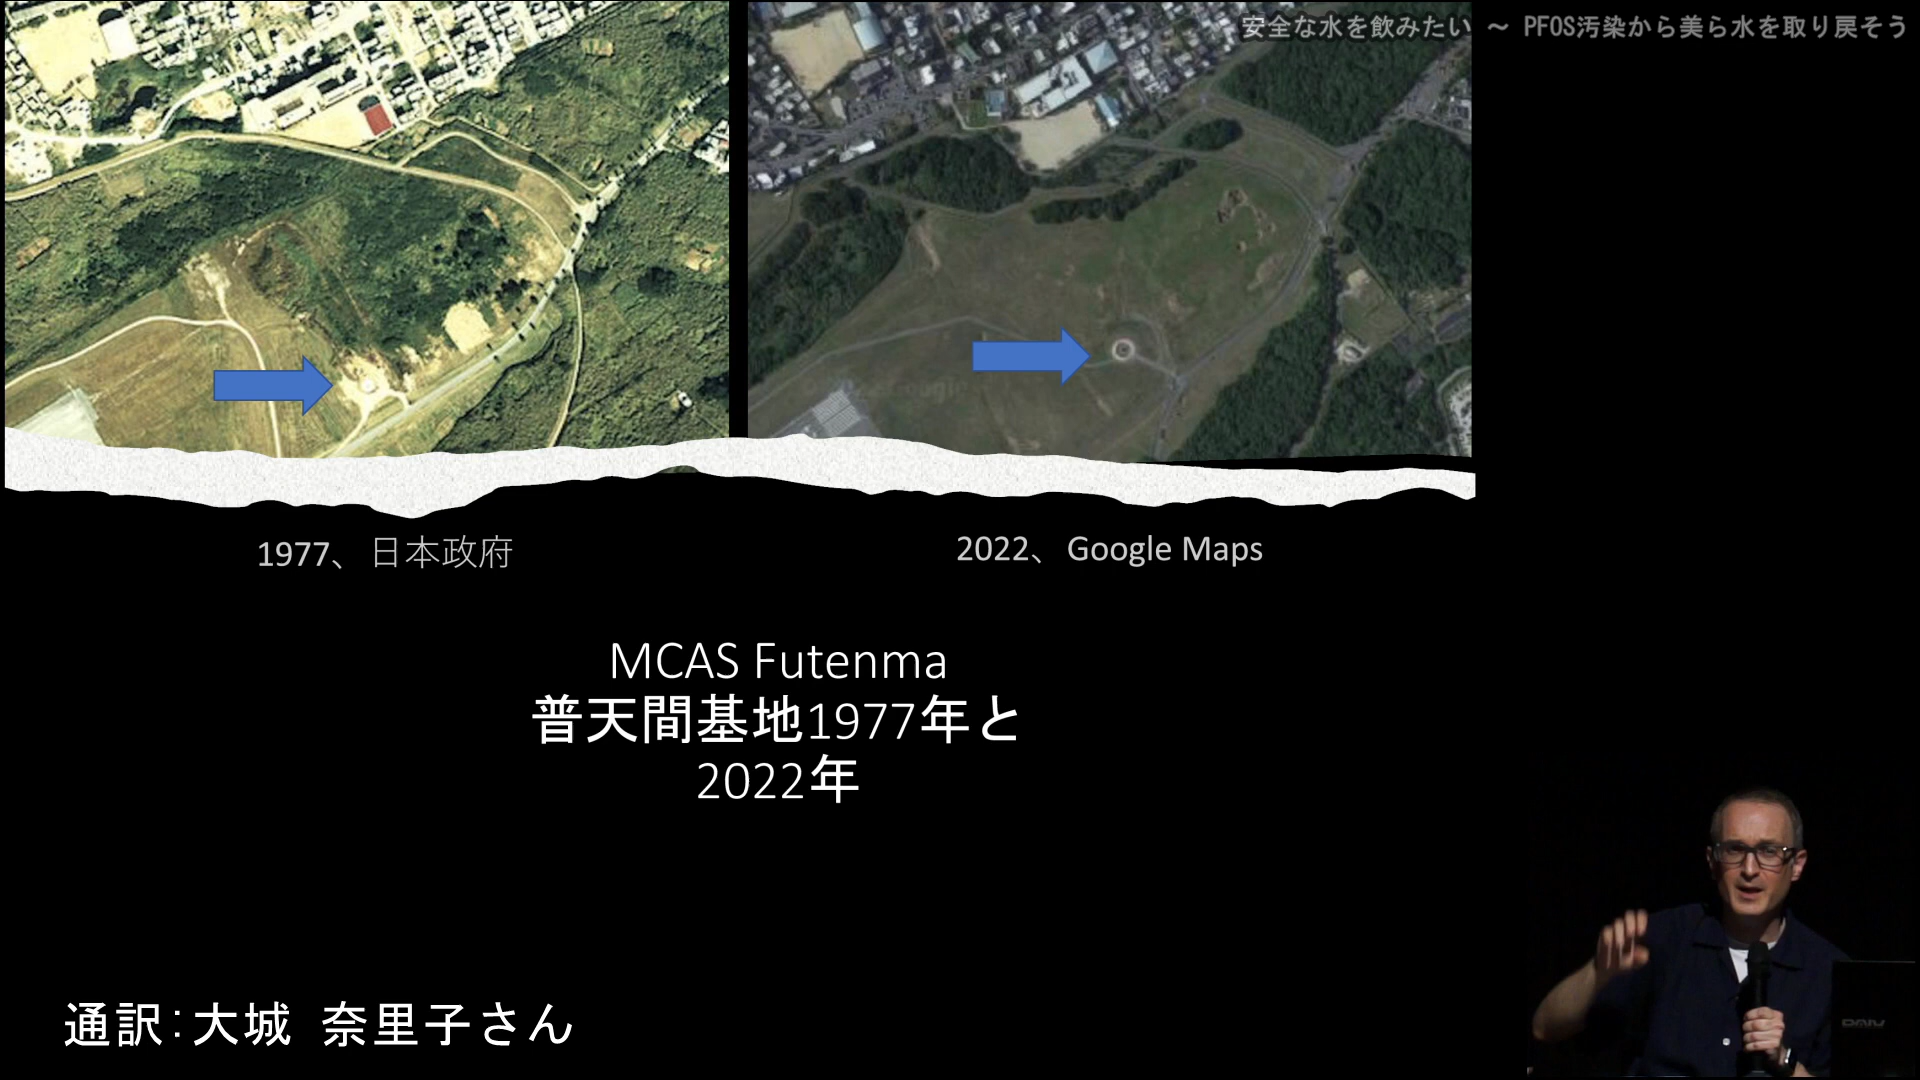 安全な水を飲みたい ～ PFOS汚染から美ら水を取り戻そう
1977、日本政府
2022、Google Maps
MCAS Futenma
普天間基地1977年と
2022年
通訳：大城 奈里子さん
DAIV